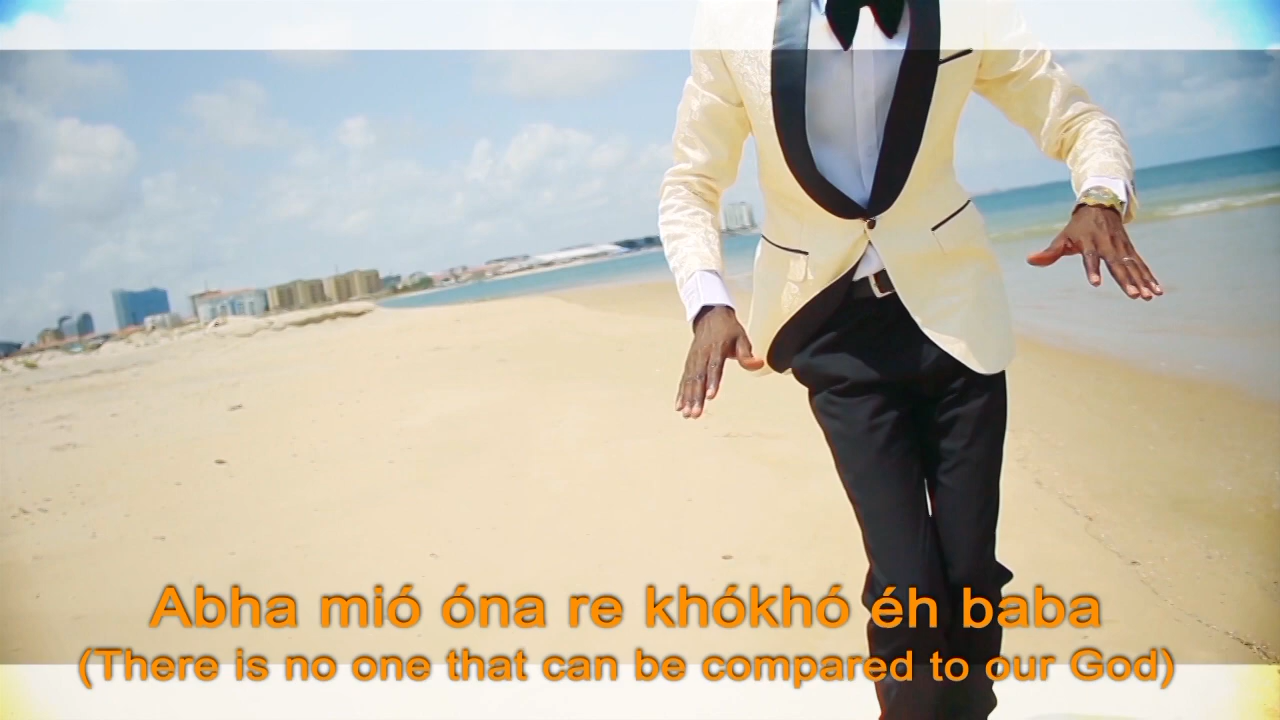 Abha mió óna re khókhó éh baba
(There is no one that can be compared to our God)